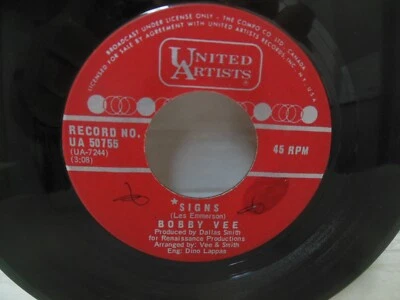 BROADCAST UNDER LICENSE ONLY - THE COMPO CO. LTD. CANADA
LICENSED FOR SALE BY AGREEMENT WITH UNITED ARTISTS RECORDS, INC., N.Y., U.S.A.
UNITED
ARTISTS
RECORD NO.
UA 50755
(UA-7244)
(3:08)
45 RPM
*SIGNS
(Les Emmerson)
BOBBY VEE
Produced by Dallas Smith
for Renaissance Productions
Arranged by: Vee & Smith
Eng: Dino Lappas